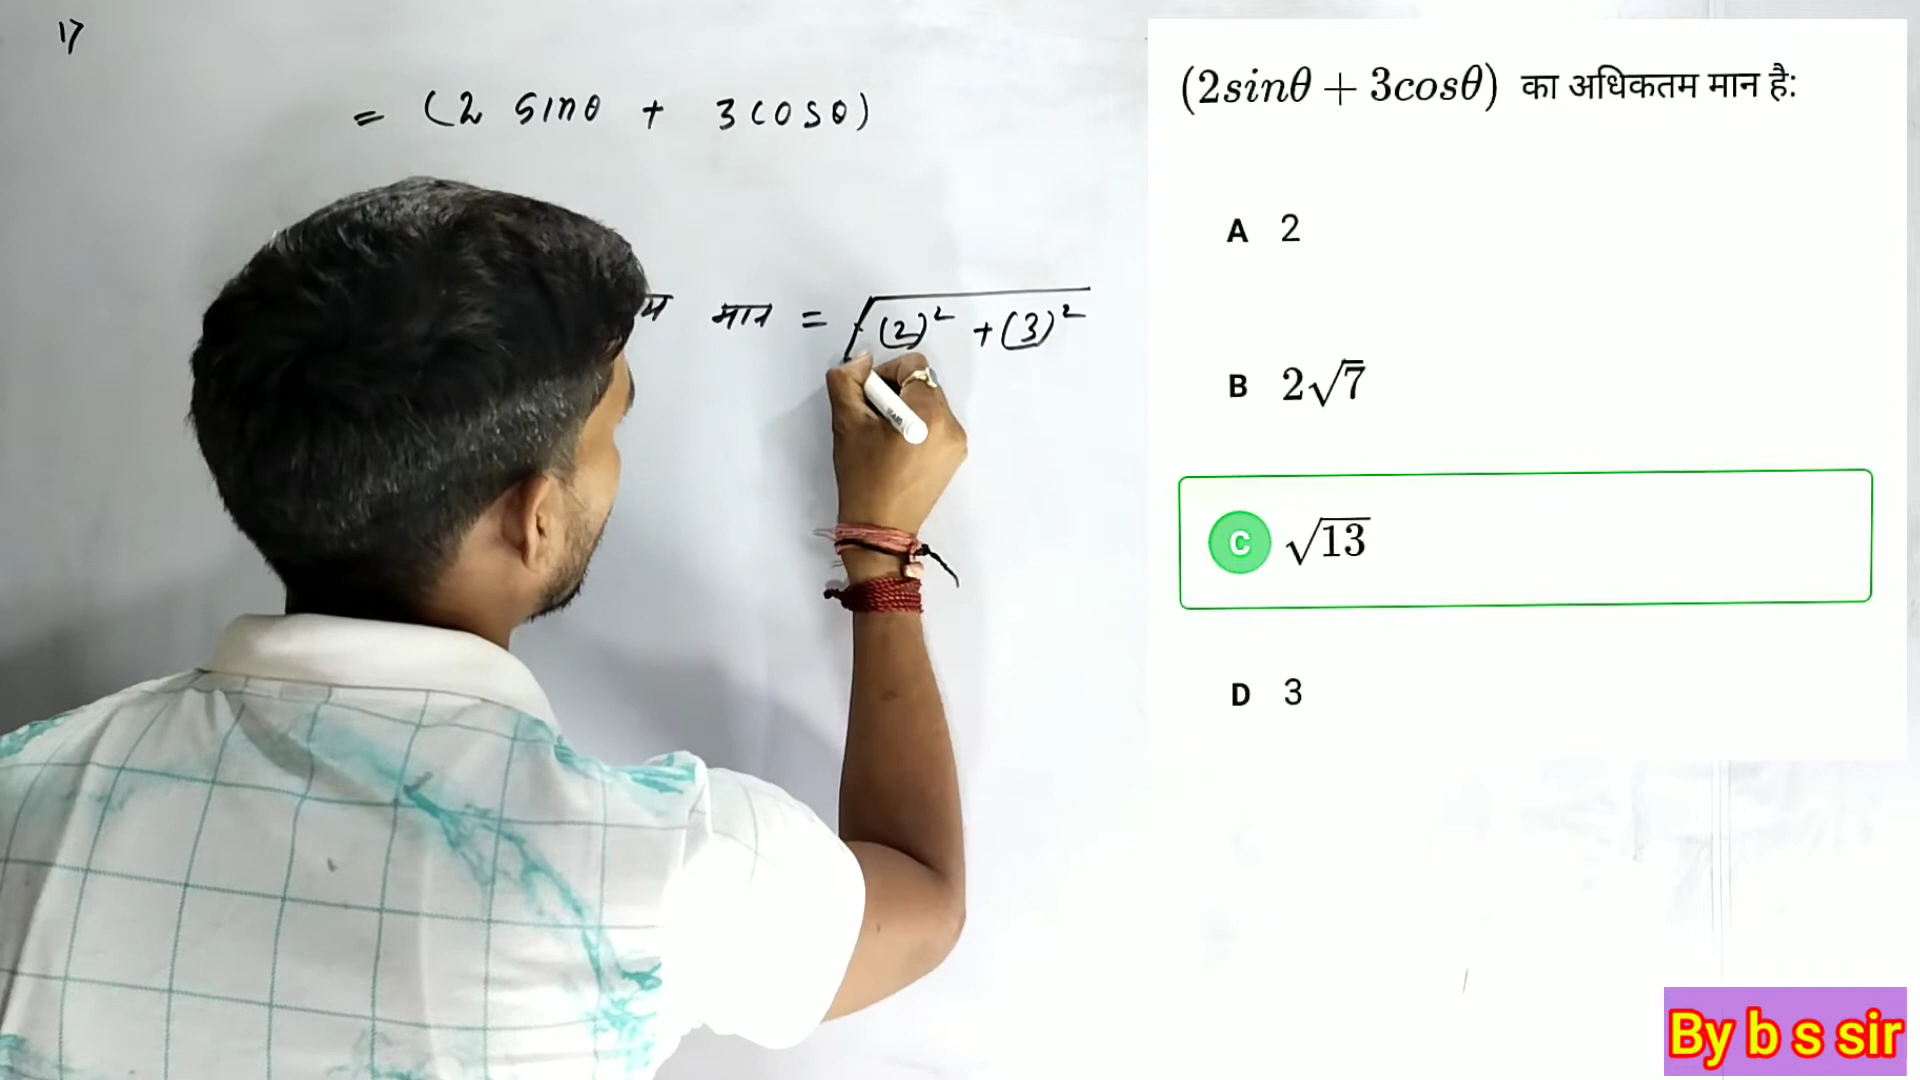 17
= (2 sinθ + 3cosθ)
मान = √(2)² + (3)²
(2sinθ + 3cosθ) का अधिकतम मान है:
A 2
B 2√7
C √13
D 3
By b s sir